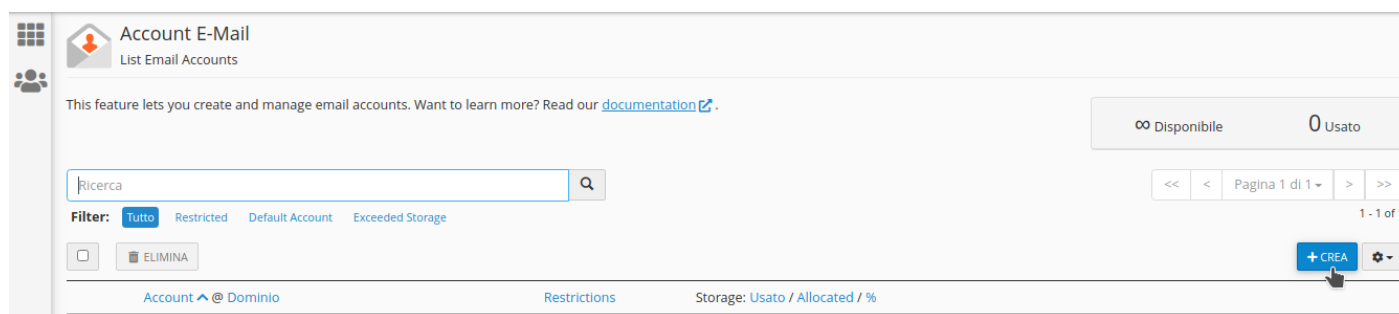 Account E-Mail
List Email Accounts
This feature lets you create and manage email accounts. Want to learn more? Read our documentation .
∞ Disponibile 0 Usato
Ricerca
<< < Pagina 1 di 1 > >>
Filter: Tutto Restricted Default Account Exceeded Storage
1 - 1 of
ELIMINA
+ CREA
Account @ Dominio Restrictions Storage: Usato / Allocated / %